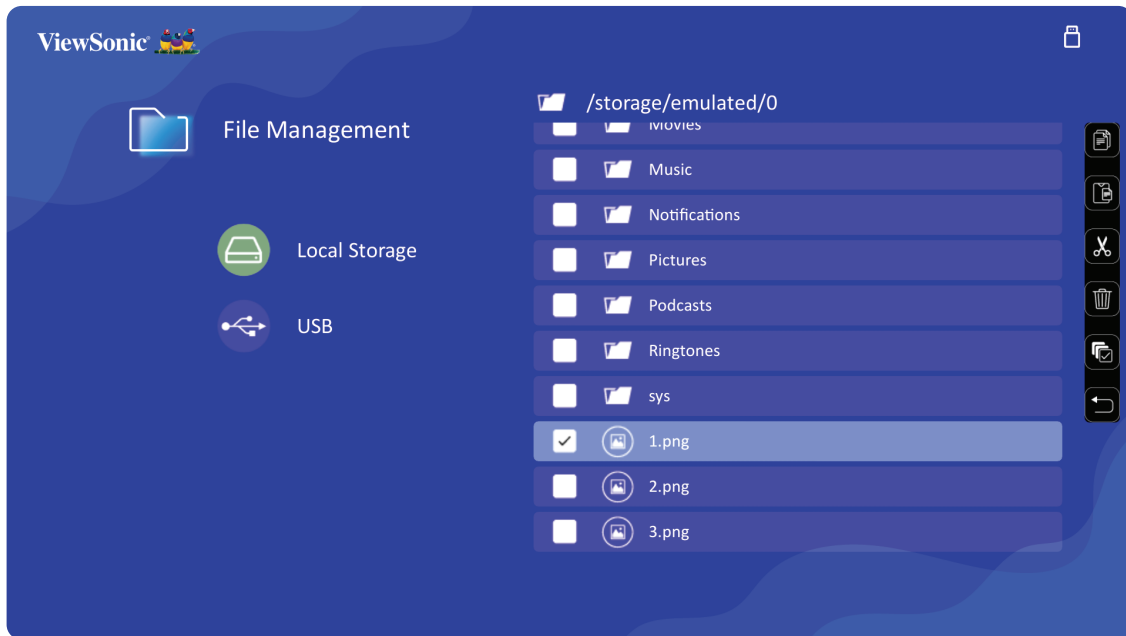 ViewSonic
File Management
Local Storage
USB
/storage/emulated/0
Movies
Music
Notifications
Pictures
Podcasts
Ringtones
sys
1.png
2.png
3.png